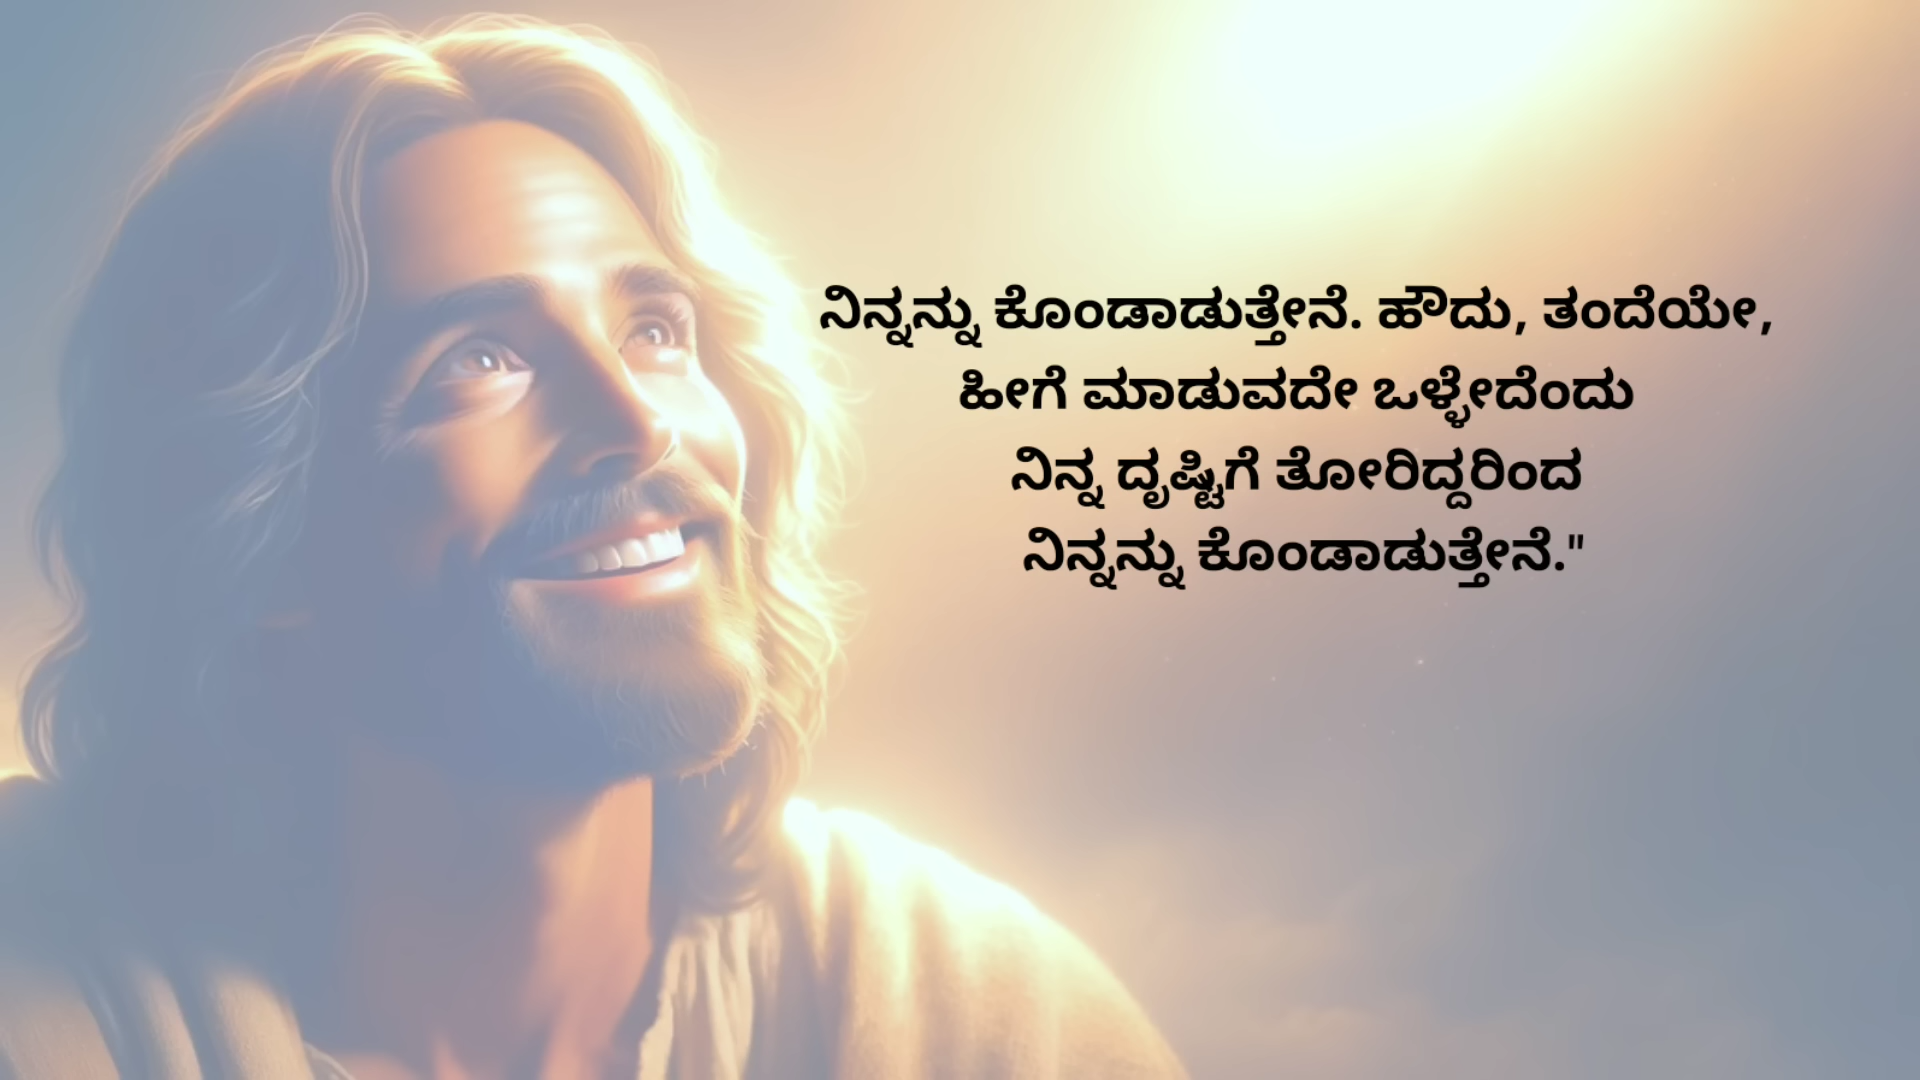 ನಿನ್ನನ್ನು ಕೊಂಡಾಡುತ್ತೇನೆ. ಹೌದು, ತಂದೆಯೇ,
ಹೀಗೆ ಮಾಡುವದೇ ಒಳ್ಳೇದೆಂದು
ನಿನ್ನ ದೃಷ್ಟಿಗೆ ತೋರಿದ್ದರಿಂದ
ನಿನ್ನನ್ನು ಕೊಂಡಾಡುತ್ತೇನೆ."